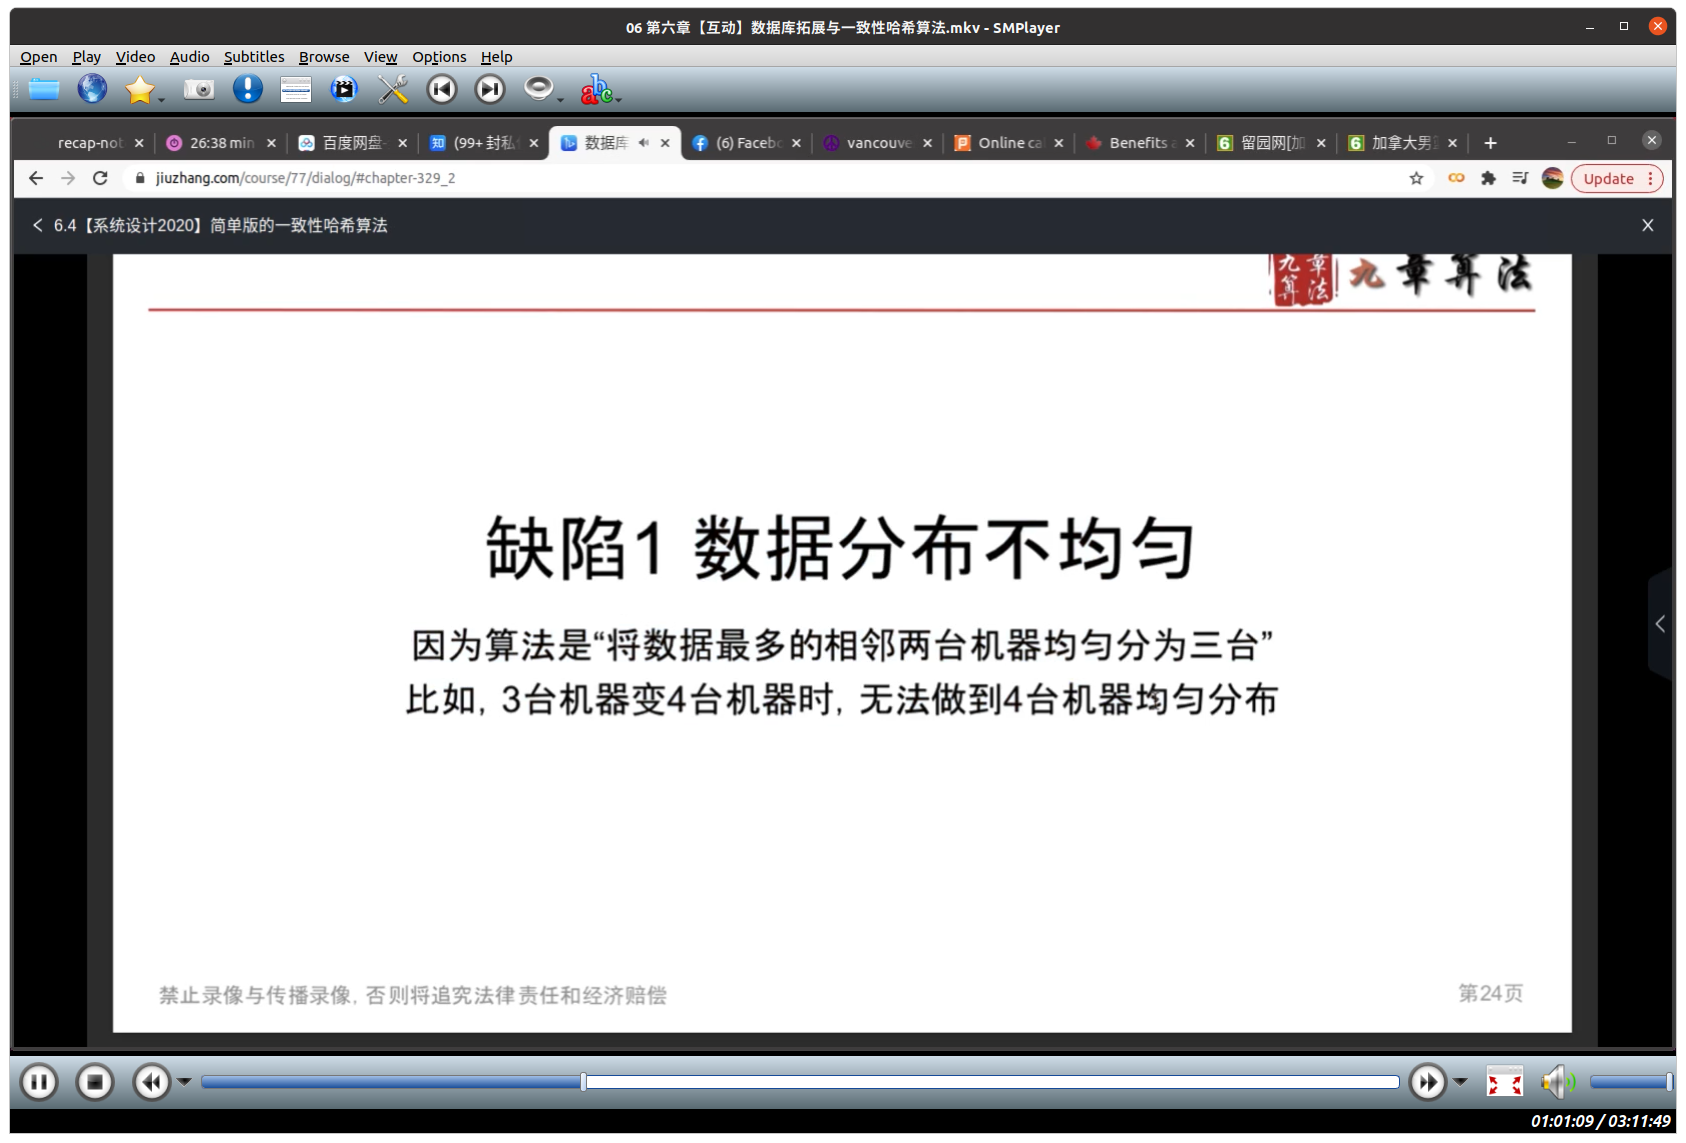 06 第六章【互动】数据库拓展与一致性哈希算法.mkv - SMPlayer
Open Play Video Audio Subtitles Browse View Options Help
recap-not 26:38 min 百度网盘- (99+ 封私 数据库 (6) Facebo vancouve Online ca Benefits a 留园网[加 加拿大男
jiuzhang.com/course/77/dialog/#chapter-329_2 Update
6.4【系统设计2020】简单版的一致性哈希算法
九章算法 九章算法
缺陷1 数据分布不均匀
因为算法是“将数据最多的相邻两台机器均匀分为三台”
比如, 3台机器变4台机器时, 无法做到4台机器均匀分布
禁止录像与传播录像, 否则将追究法律责任和经济赔偿
第24页
01:01:09 / 03:11:49